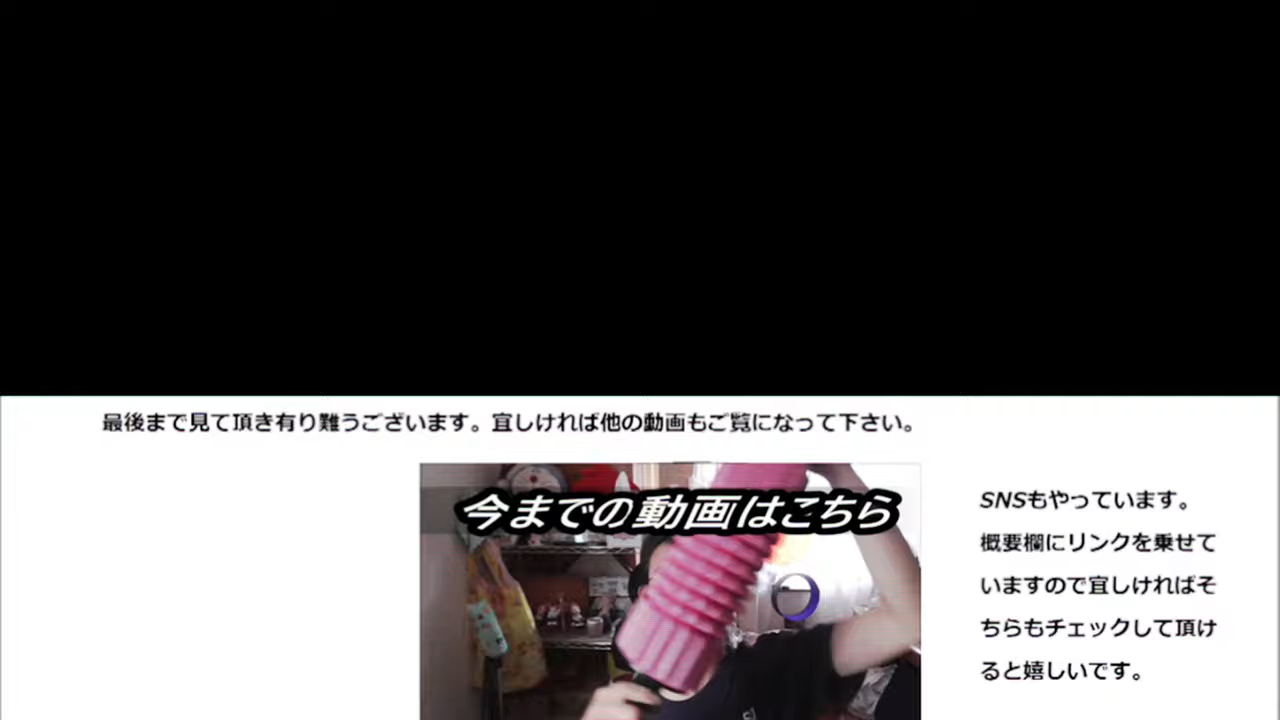 最後まで見て頂き有り難うございます。宜しければ他の動画もご覧になって下さい。
今までの動画はこちら
SNSもやっています。
概要欄にリンクを乗せて
いますので宜しければそ
ちらもチェックして頂け
ると嬉しいです。